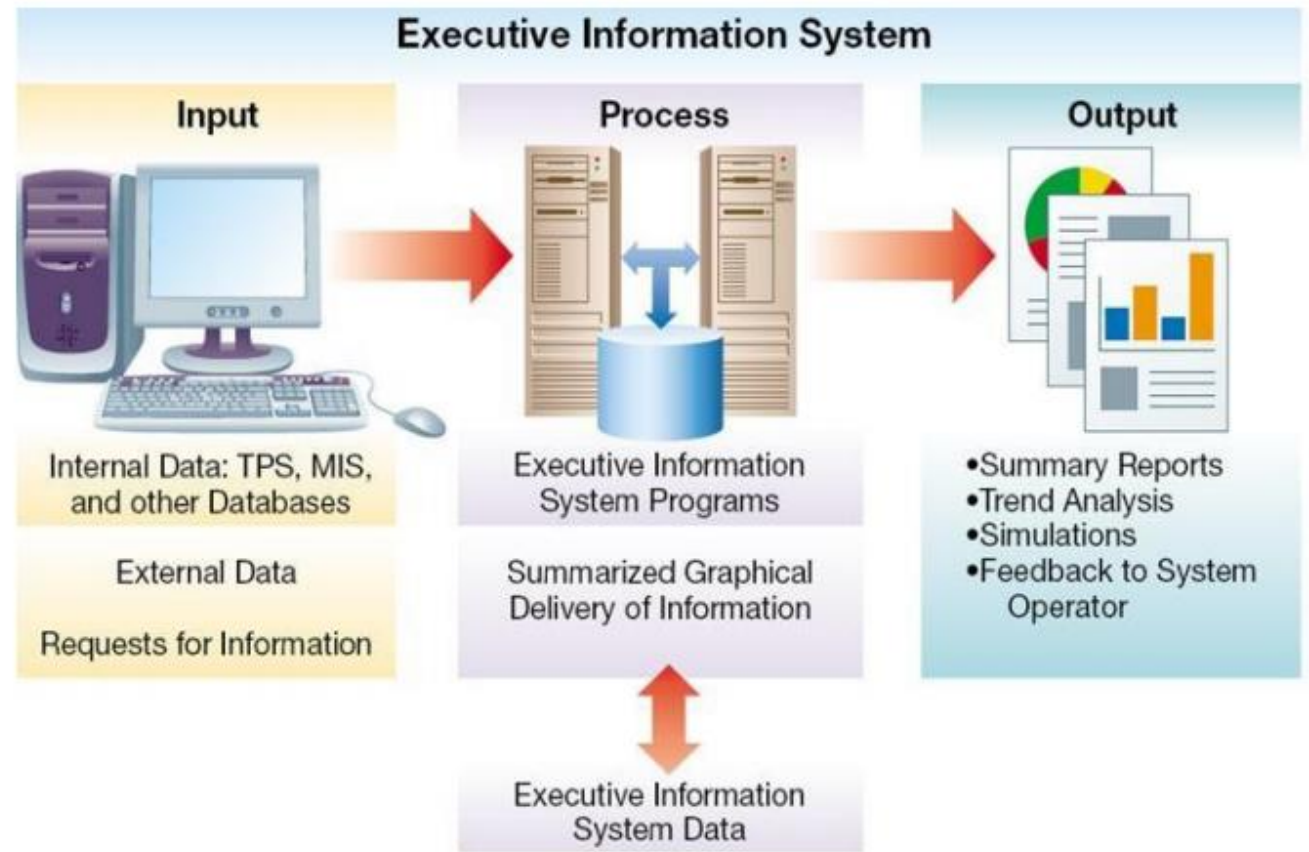 Executive Information System
Input
Internal Data: TPS, MIS,
and other Databases
External Data
Requests for Information
Process
Executive Information
System Programs
Summarized Graphical
Delivery of Information
Executive Information
System Data
Output
•Summary Reports
•Trend Analysis
•Simulations
•Feedback to System
Operator